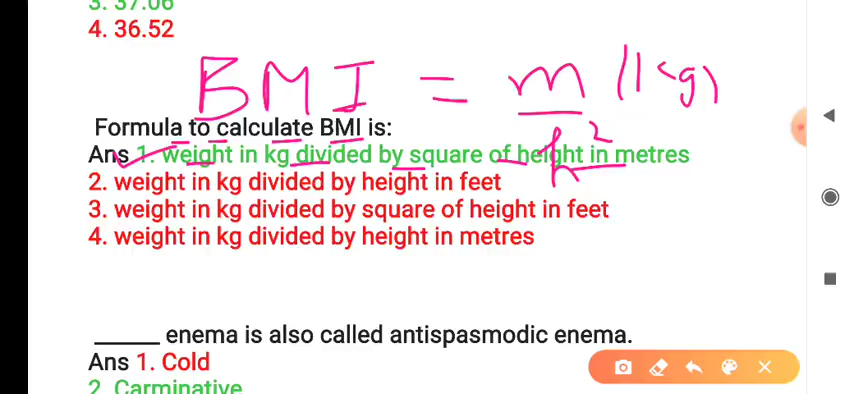 3. 37.06
4. 36.52
BMI = m (kg)
h²
Formula to calculate BMI is:
Ans 1. weight in kg divided by square of height in metres
2. weight in kg divided by height in feet
3. weight in kg divided by square of height in feet
4. weight in kg divided by height in metres
______ enema is also called antispasmodic enema.
Ans 1. Cold
2. Carminative